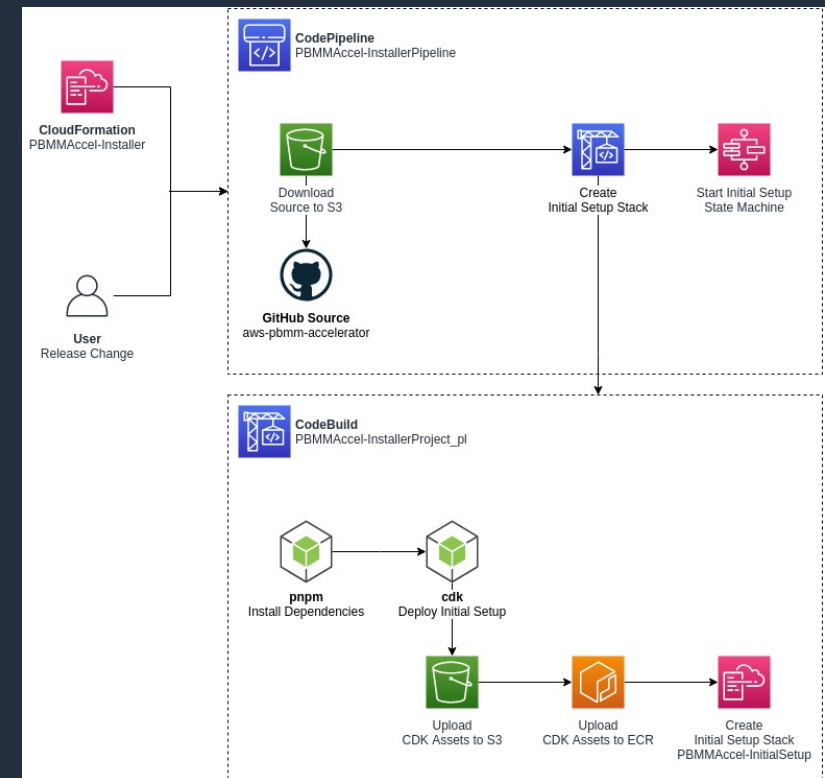 CodePipeline
PBMMAccel-InstallerPipeline
CloudFormation
PBMMAccel-Installer
Download
Source to S3
Create
Initial Setup Stack
Start Initial Setup
State Machine
GitHub Source
aws-pbmm-accelerator
User
Release Change
CodeBuild
PBMMAccel-InstallerProject_pl
pnpm
Install Dependencies
cdk
Deploy Initial Setup
Upload
CDK Assets to S3
Upload
CDK Assets to ECR
Create
Initial Setup Stack
PBMMAccel-InitialSetup